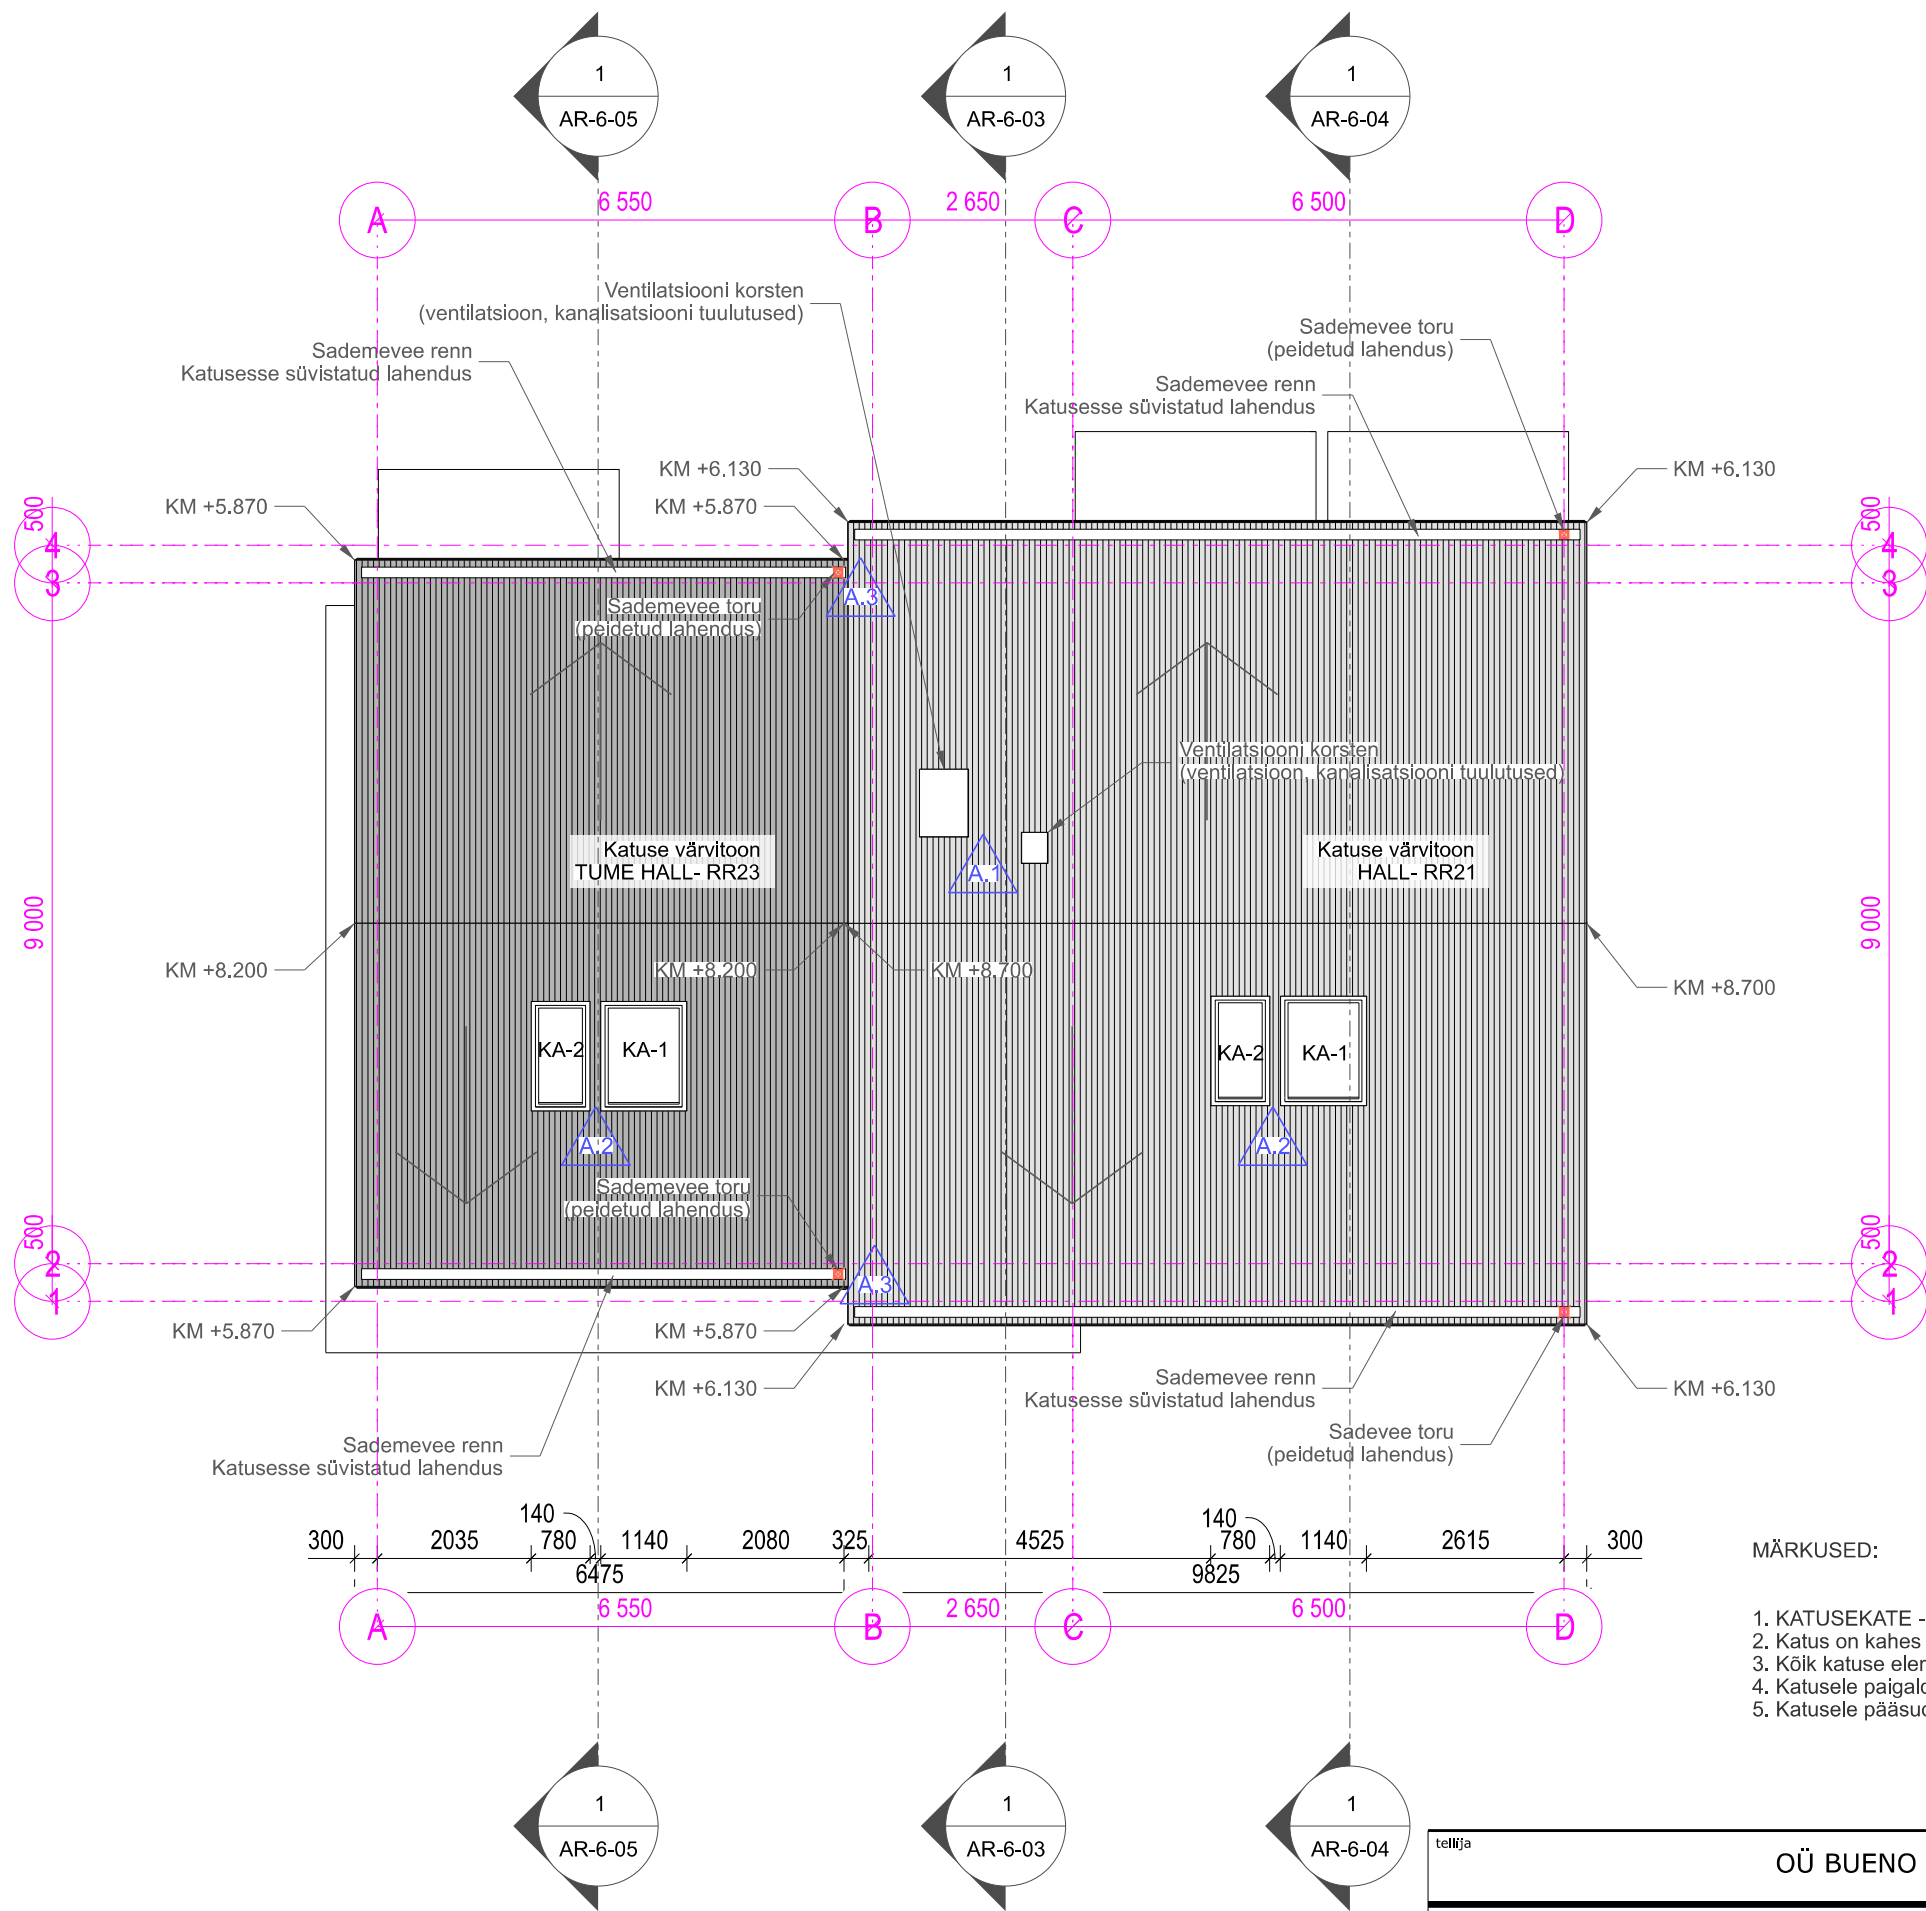 1
AR-6-05
1
AR-6-03
1
AR-6-04
A
6 550
B
2 650
C
6 500
D
Ventilatsiooni korsten
(ventilatsioon, kanalisatsiooni tuulutused)
Sademevee renn
Katusesse süvistatud lahendus
Sademevee toru
(peidetud lahendus)
Sademevee renn
Katusesse süvistatud lahendus
KM +6.130
KM +5.870
KM +5.870
KM +6.130
500
4
3
500
4
3
A.3
Sademevee toru
(peidetud lahendus)
Ventilatsiooni korsten
(ventilatsioon, kanalisatsiooni tuulutused)
Katuse värvitoon
TUME HALL- RR23
A.1
Katuse värvitoon
HALL- RR21
9 000
9 000
KM +8.200
KM +8.200
KM +8.700
KM +8.700
KA-2
KA-1
KA-2
KA-1
A.2
A.2
Sademevee toru
(peidetud lahendus)
500
2
1
500
2
1
A.3
KM +5.870
KM +5.870
KM +6.130
KM +6.130
Sademevee renn
Katusesse süvistatud lahendus
Sadevee toru
(peidetud lahendus)
Sademevee renn
Katusesse süvistatud lahendus
300
2035
780
140
1140
2080
325
4525
780
140
1140
2615
300
6475
9825
A
6 550
B
2 650
C
6 500
D
MÄRKUSED:
1. KATUSEKATE -
2. Katus on kahes
3. Kõik katuse
4. Katusele
5. Katusele
1
AR-6-05
1
AR-6-03
1
AR-6-04
tellija
OÜ BUENO